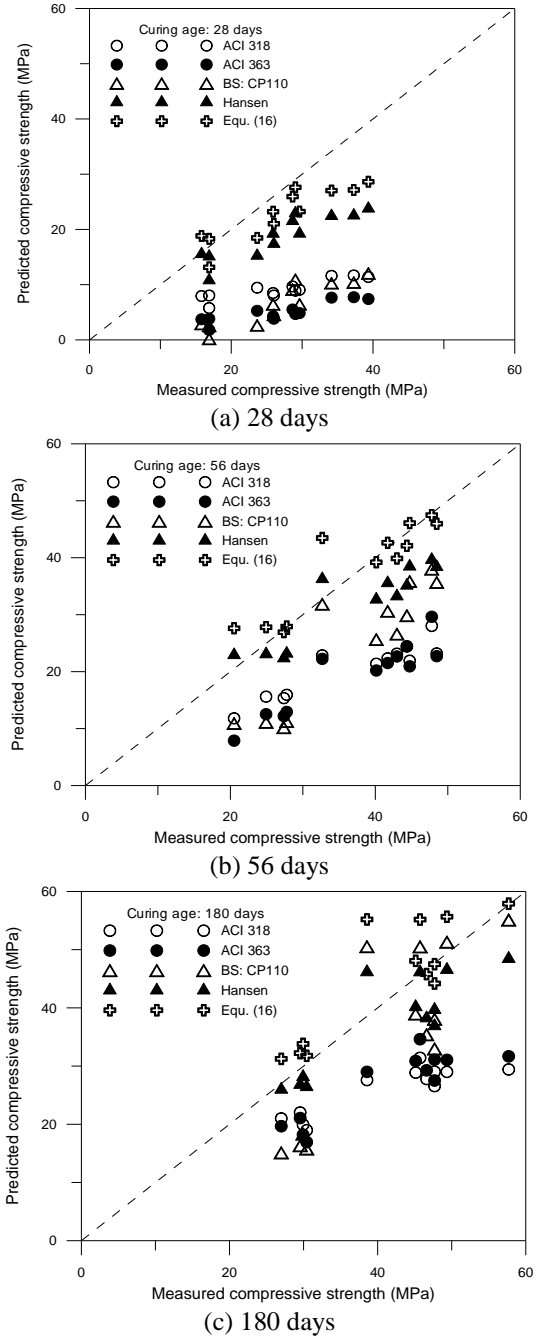 60
Curing age: 28 days
ACI 318
ACI 363
BS: CP110
Hansen
Equ. (16)
40
20
0
0 20 40 60
Predicted compressive strength (MPa)
Measured compressive strength (MPa)
(a) 28 days
60
Curing age: 56 days
ACI 318
ACI 363
BS: CP110
Hansen
Equ. (16)
40
20
0
0 20 40 60
Predicted compressive strength (MPa)
Measured compressive strength (MPa)
(b) 56 days
60
Curing age: 180 days
ACI 318
ACI 363
BS: CP110
Hansen
Equ. (16)
40
20
0
0 20 40 60
Predicted compressive strength (MPa)
Measured compressive strength (MPa)
(c) 180 days